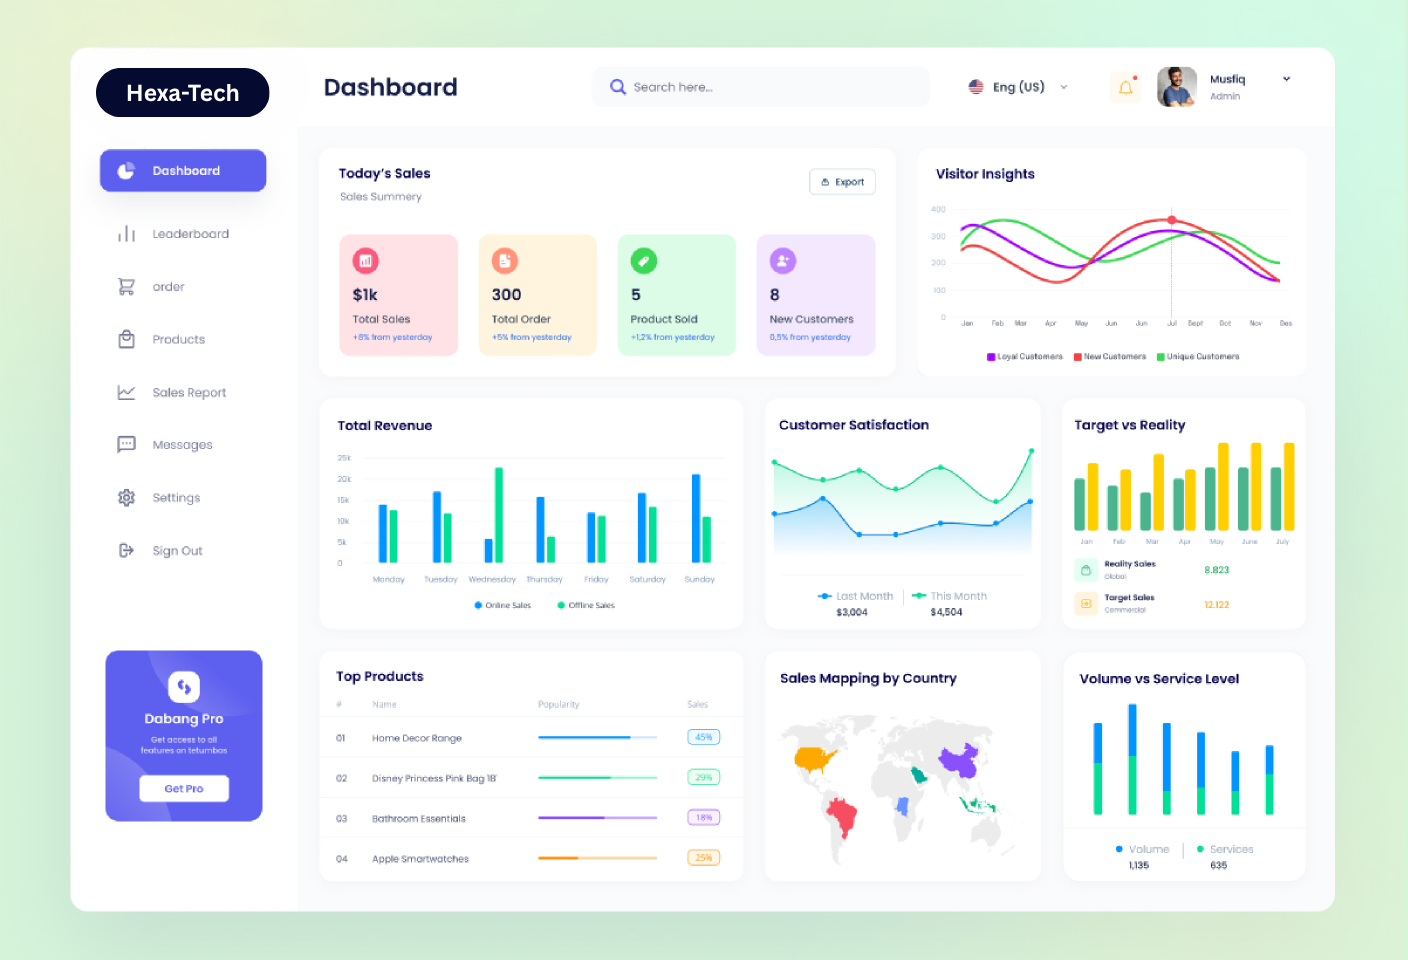 Hexa-Tech
Dashboard
Search here...
Eng (US)
Musfiq
Admin
Dashboard
Leaderboard
order
Products
Sales Report
Messages
Settings
Sign Out
Dabang Pro
Get access to all
features on tetumbas
Get Pro
Today's Sales
Sales Summery
Export
$1k
Total Sales
+8% from yesterday
300
Total Order
+5% from yesterday
5
Product Sold
+1,2% from yesterday
8
New Customers
0,5% from yesterday
Visitor Insights
400
300
200
100
0
Jan Feb Mar Apr May Jun Jun Jul Sept Oct Nov Des
Loyal Customers New Customers Unique Customers
Total Revenue
25k
20k
15k
10k
5k
0
Monday Tuesday Wednesday Thursday Friday Saturday Sunday
Online Sales Offline Sales
Customer Satisfaction
Last Month This Month
$3,004 $4,504
Target vs Reality
Jan Feb Mar Apr May June July
Reality Sales
Global
8.823
Target Sales
Commercial
12.122
Top Products
# Name Popularity Sales
01 Home Decor Range 45%
02 Disney Princess Pink Bag 18' 29%
03 Bathroom Essentials 18%
04 Apple Smartwatches 25%
Sales Mapping by Country
Volume vs Service Level
Volume Services
1,135 635